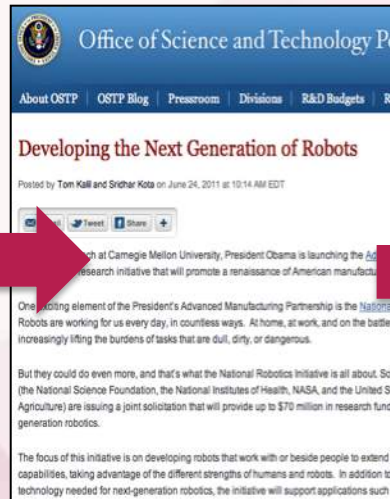 Office of Science and Technology
About OSTP OSTP Blog Pressroom Divisions R&D Budgets
Developing the Next Generation of Robots
Posted by Tom Kalil and Sridhar Kota on June 24, 2011 at 10:14 AM EDT
Tweet Share +
at Carnegie Mellon University, President Obama is launching the
research initiative that will promote a renaissance of American
One exciting element of the President's Advanced Manufacturing Partnership is the
Robots are working for us every day, in countless ways. At home, at work, and on the
increasingly lifting the burdens of tasks that are dull, dirty, or dangerous.
But they could do even more, and that's what the National Robotics Initiative is all about.
(the National Science Foundation, the National Institutes of Health, NASA, and the United
Agriculture) are issuing a joint solicitation that will provide up to $70 million in research
generation robotics.
The focus of this initiative is on developing robots that work with or beside people to extend
capabilities, taking advantage of the different strengths of humans and robots. In addition to
technology needed for next-generation robotics, the initiative will support applications such